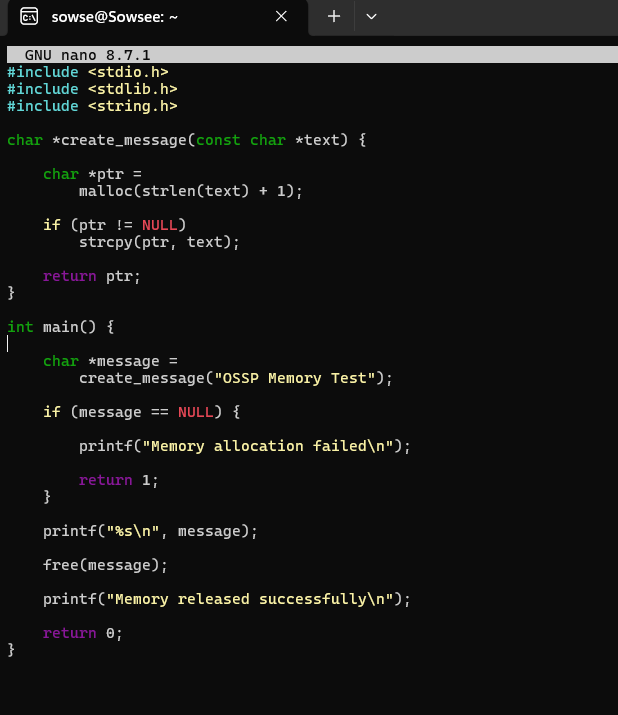 sowse@Sowsee: ~
GNU nano 8.7.1
#include <stdio.h>
#include <stdlib.h>
#include <string.h>

char *create_message(const char *text) {

    char *ptr =
        malloc(strlen(text) + 1);

    if (ptr != NULL)
        strcpy(ptr, text);

    return ptr;
}

int main() {

    char *message =
        create_message("OSSP Memory Test");

    if (message == NULL) {

        printf("Memory allocation failed\n");

        return 1;
    }

    printf("%s\n", message);

    free(message);

    printf("Memory released successfully\n");

    return 0;
}